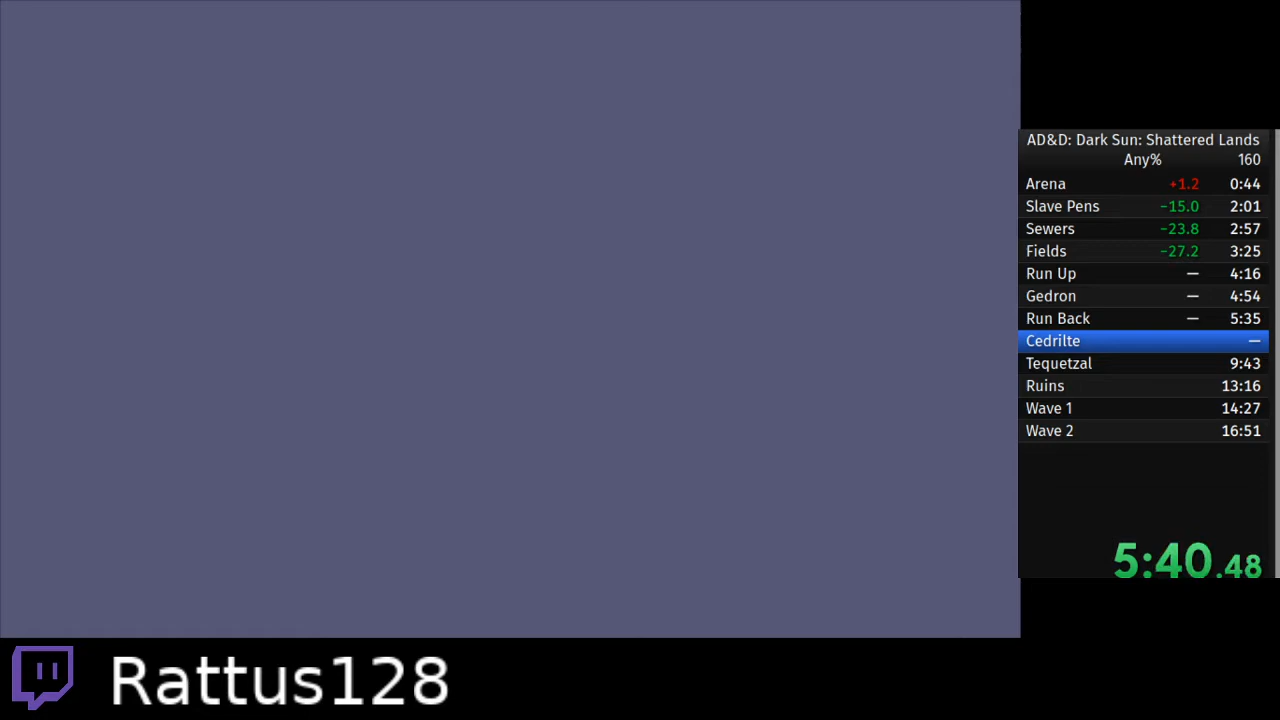 AD&D: Dark Sun: Shattered Lands
Any% 160
Arena +1.2 0:44
Slave Pens -15.0 2:01
Sewers -23.8 2:57
Fields -27.2 3:25
Run Up — 4:16
Gedron — 4:54
Run Back — 5:35
Cedrilte —
Tequetzal 9:43
Ruins 13:16
Wave 1 14:27
Wave 2 16:51
5:40.48
Rattus128